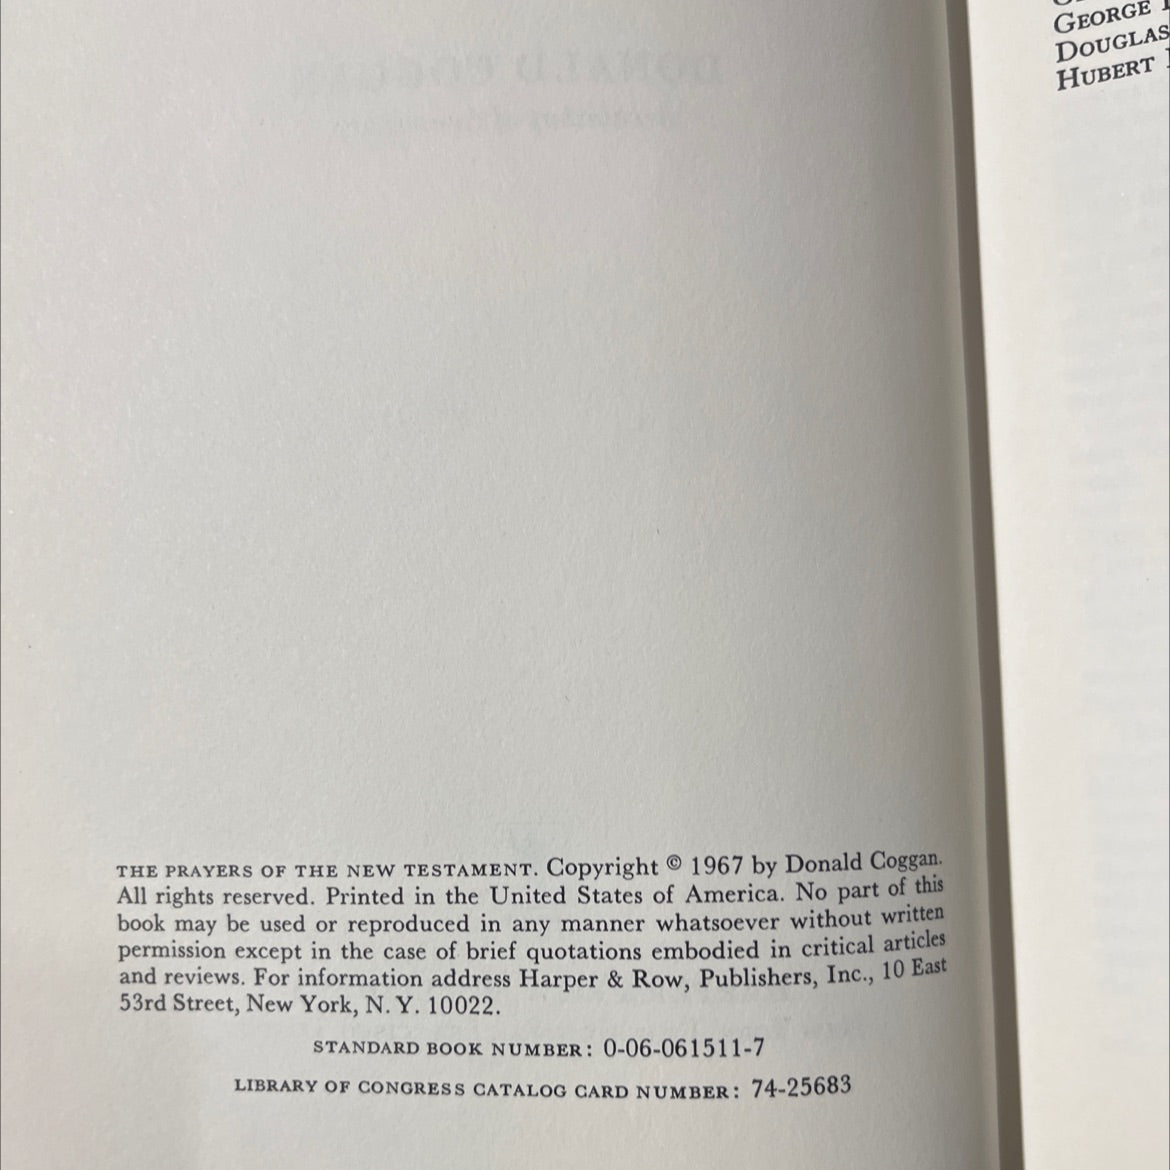 THE PRAYERS OF THE NEW TESTAMENT. Copyright © 1967 by Donald Coggan.
All rights reserved. Printed in the United States of America. No part of this
book may be used or reproduced in any manner whatsoever without written
permission except in the case of brief quotations embodied in critical articles
and reviews. For information address Harper & Row, Publishers, Inc., 10 East
53rd Street, New York, N. Y. 10022.
STANDARD BOOK NUMBER: 0-06-061511-7
LIBRARY OF CONGRESS CATALOG CARD NUMBER: 74-25683
GEORGE
DOUGLAS
HUBERT